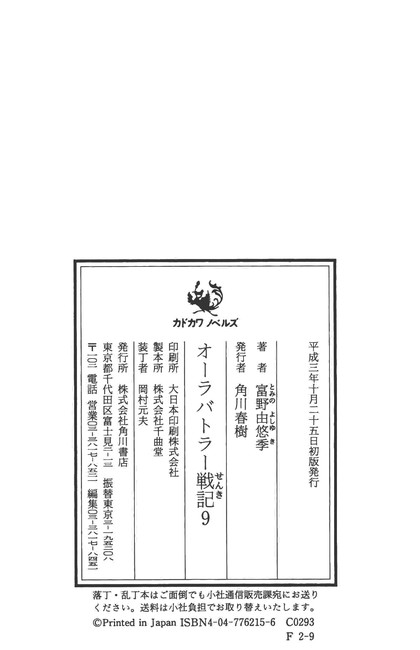 カドカワ ノベルズ
平成三年十月二十五日初版発行
著 者 富野由悠季
とみの よしゆき
発行者 角川春樹
オーラバトラー戦記9
せんき
印刷所 大日本印刷株式会社
製本所 株式会社千曲堂
装丁者 岡村元夫
発行所 株式会社角川書店
東京都千代田区富士見 振替東京三-一九五二〇八
〒一〇二 電話 営業〇三-三八一七-八五二一 編集〇三-三八一七-八四五一
落丁・乱丁本はご面倒でも小社通信販売課宛にお送り
ください。送料は小社負担でお取り替えいたします。
©Printed in Japan ISBN4-04-776215-6 C0293
F 2-9